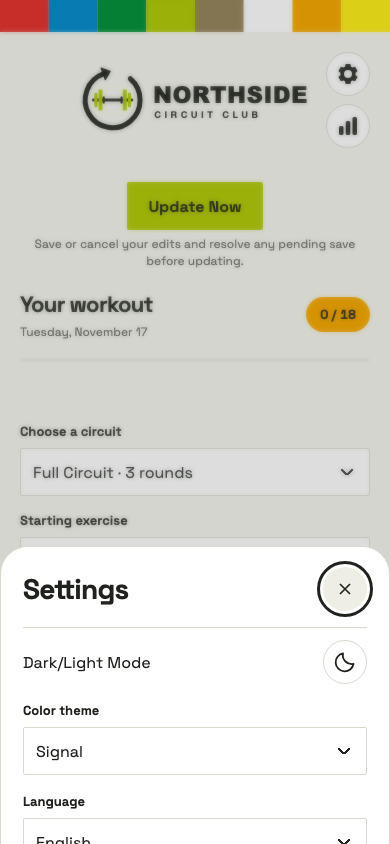 NORTHSIDE
CIRCUIT CLUB
Update Now
Save or cancel your edits and resolve any pending save
before updating.
Your workout
0 / 18
Tuesday, November 17
Choose a circuit
Full Circuit · 3 rounds
Starting exercise
Settings
Dark/Light Mode
Color theme
Signal
Language
English